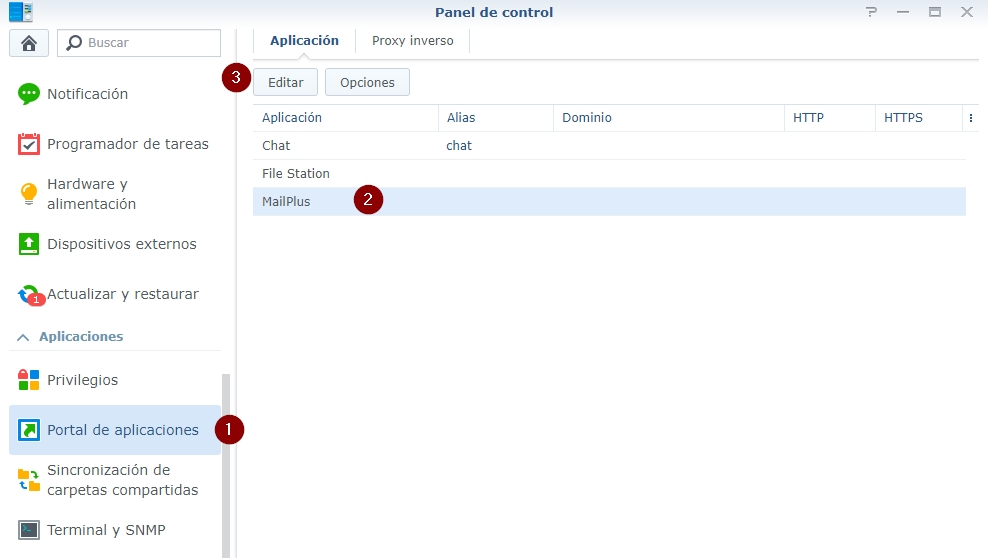 Panel de control
Buscar
Notificación
Programador de tareas
Hardware y
alimentación
Dispositivos externos
1
Actualizar y restaurar
Aplicaciones
Privilegios
Portal de aplicaciones
1
Sincronización de
carpetas compartidas
Terminal y SNMP
Aplicación Proxy inverso
3
Editar Opciones
Aplicación Alias Dominio HTTP HTTPS
Chat chat
File Station
MailPlus 2